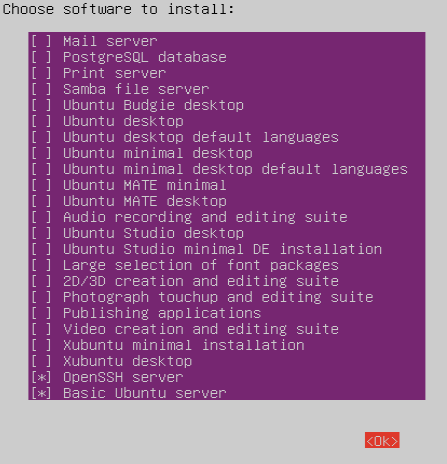 Choose software to install:
[ ] Mail server
[ ] PostgreSQL database
[ ] Print server
[ ] Samba file server
[ ] Ubuntu Budgie desktop
[ ] Ubuntu desktop
[ ] Ubuntu desktop default languages
[ ] Ubuntu minimal desktop
[ ] Ubuntu minimal desktop default languages
[ ] Ubuntu MATE minimal
[ ] Ubuntu MATE desktop
[ ] Audio recording and editing suite
[ ] Ubuntu Studio desktop
[ ] Ubuntu Studio minimal DE installation
[ ] Large selection of font packages
[ ] 2D/3D creation and editing suite
[ ] Photograph touchup and editing suite
[ ] Publishing applications
[ ] Video creation and editing suite
[ ] Xubuntu minimal installation
[ ] Xubuntu desktop
[*] OpenSSH server
[*] Basic Ubuntu server
<Ok>